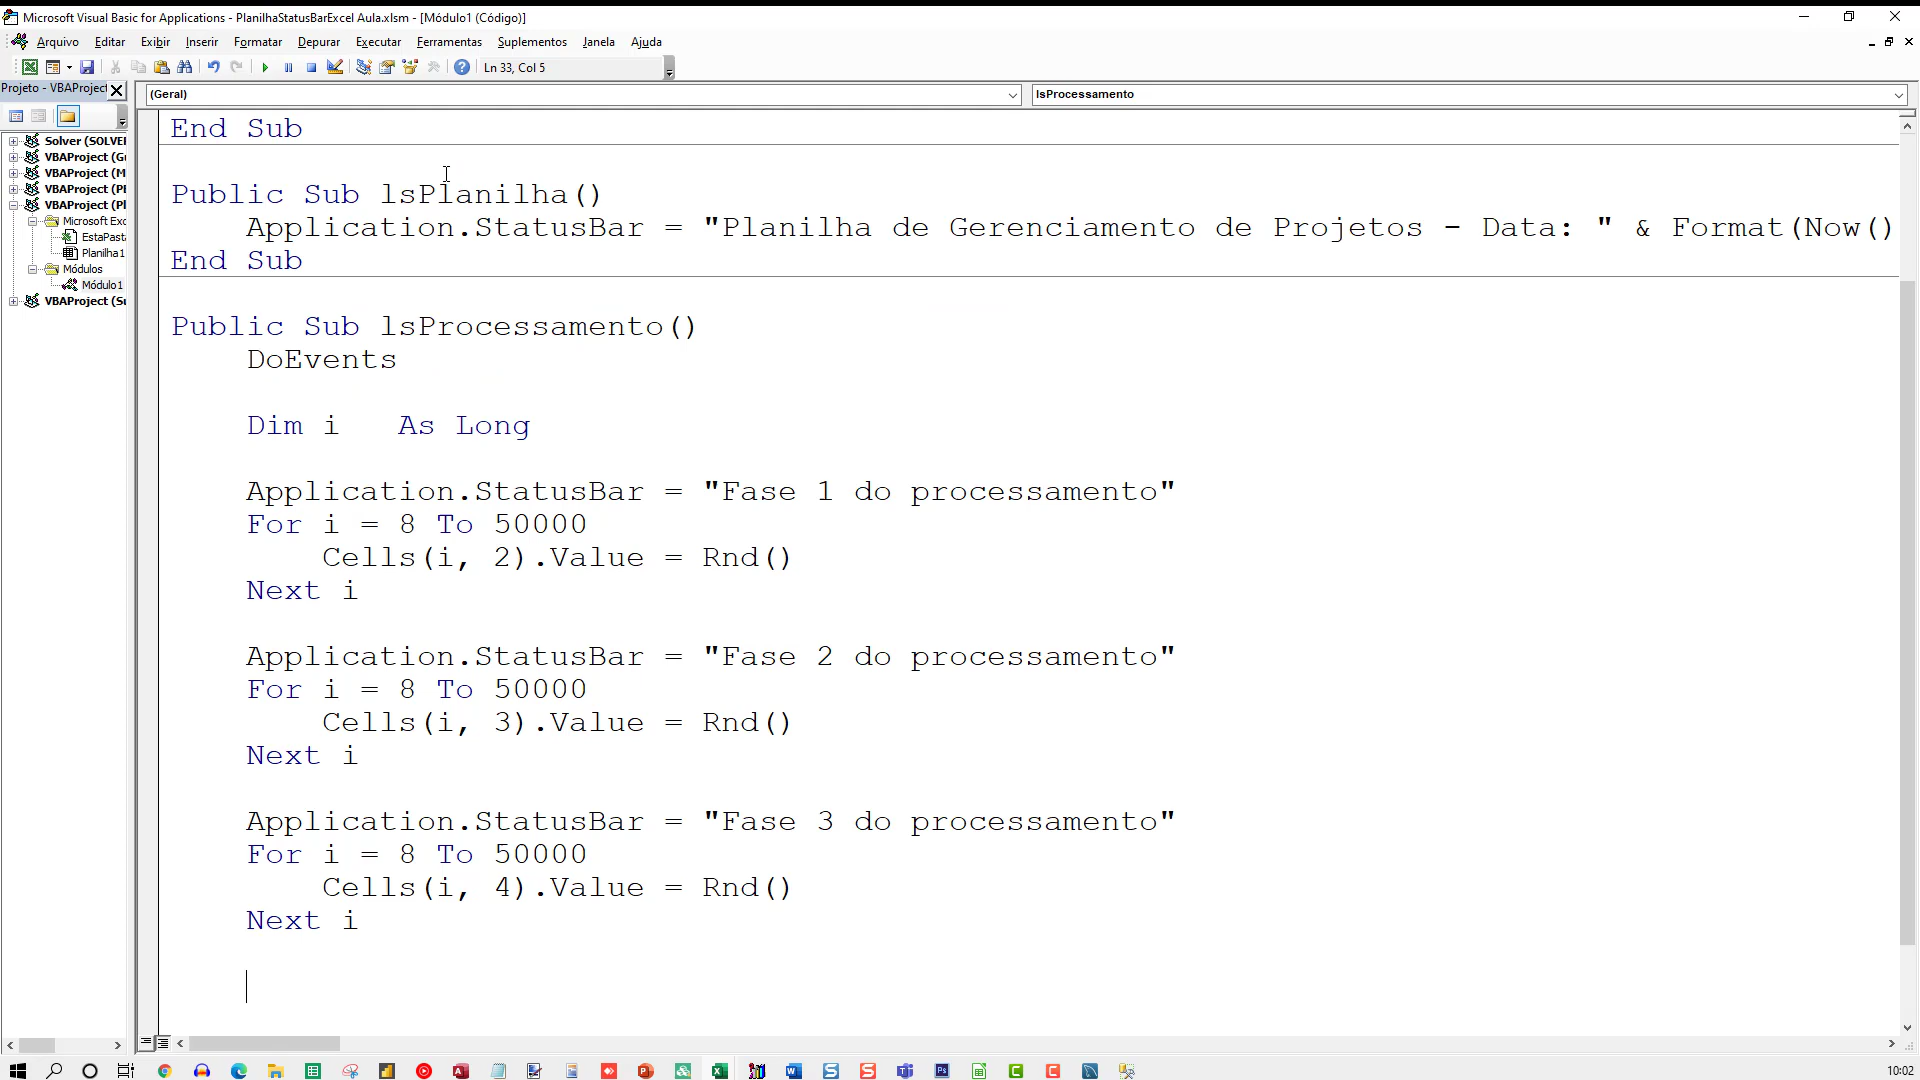 Microsoft Visual Basic for Applications - PlanilhaStatusBarExcel Aula.xlsm - [Módulo1 (Código)]
Arquivo Editar Exibir Inserir Formatar Depurar Executar Ferramentas Suplementos Janela Ajuda
Ln 33, Col 5
Projeto - VBAProject
(Geral)
lsProcessamento
Solver (SOLVEI
VBAProject (G
VBAProject (M
VBAProject (Pl
VBAProject (Pl
Microsoft Exc
EstaPast
Planilha1
Módulos
Módulo1
VBAProject (S
End Sub
Public Sub lsPlanilha()
Application.StatusBar = "Planilha de Gerenciamento de Projetos - Data: " & Format(Now()
End Sub
Public Sub lsProcessamento()
DoEvents
Dim i As Long
Application.StatusBar = "Fase 1 do processamento"
For i = 8 To 50000
Cells(i, 2).Value = Rnd()
Next i
Application.StatusBar = "Fase 2 do processamento"
For i = 8 To 50000
Cells(i, 3).Value = Rnd()
Next i
Application.StatusBar = "Fase 3 do processamento"
For i = 8 To 50000
Cells(i, 4).Value = Rnd()
Next i
10:02